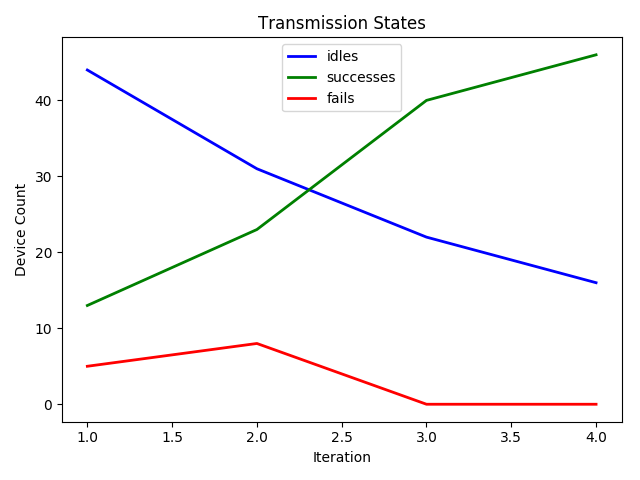 Transmission States
idles
successes
fails
Device Count
40
30
20
10
0
1.0 1.5 2.0 2.5 3.0 3.5 4.0
Iteration